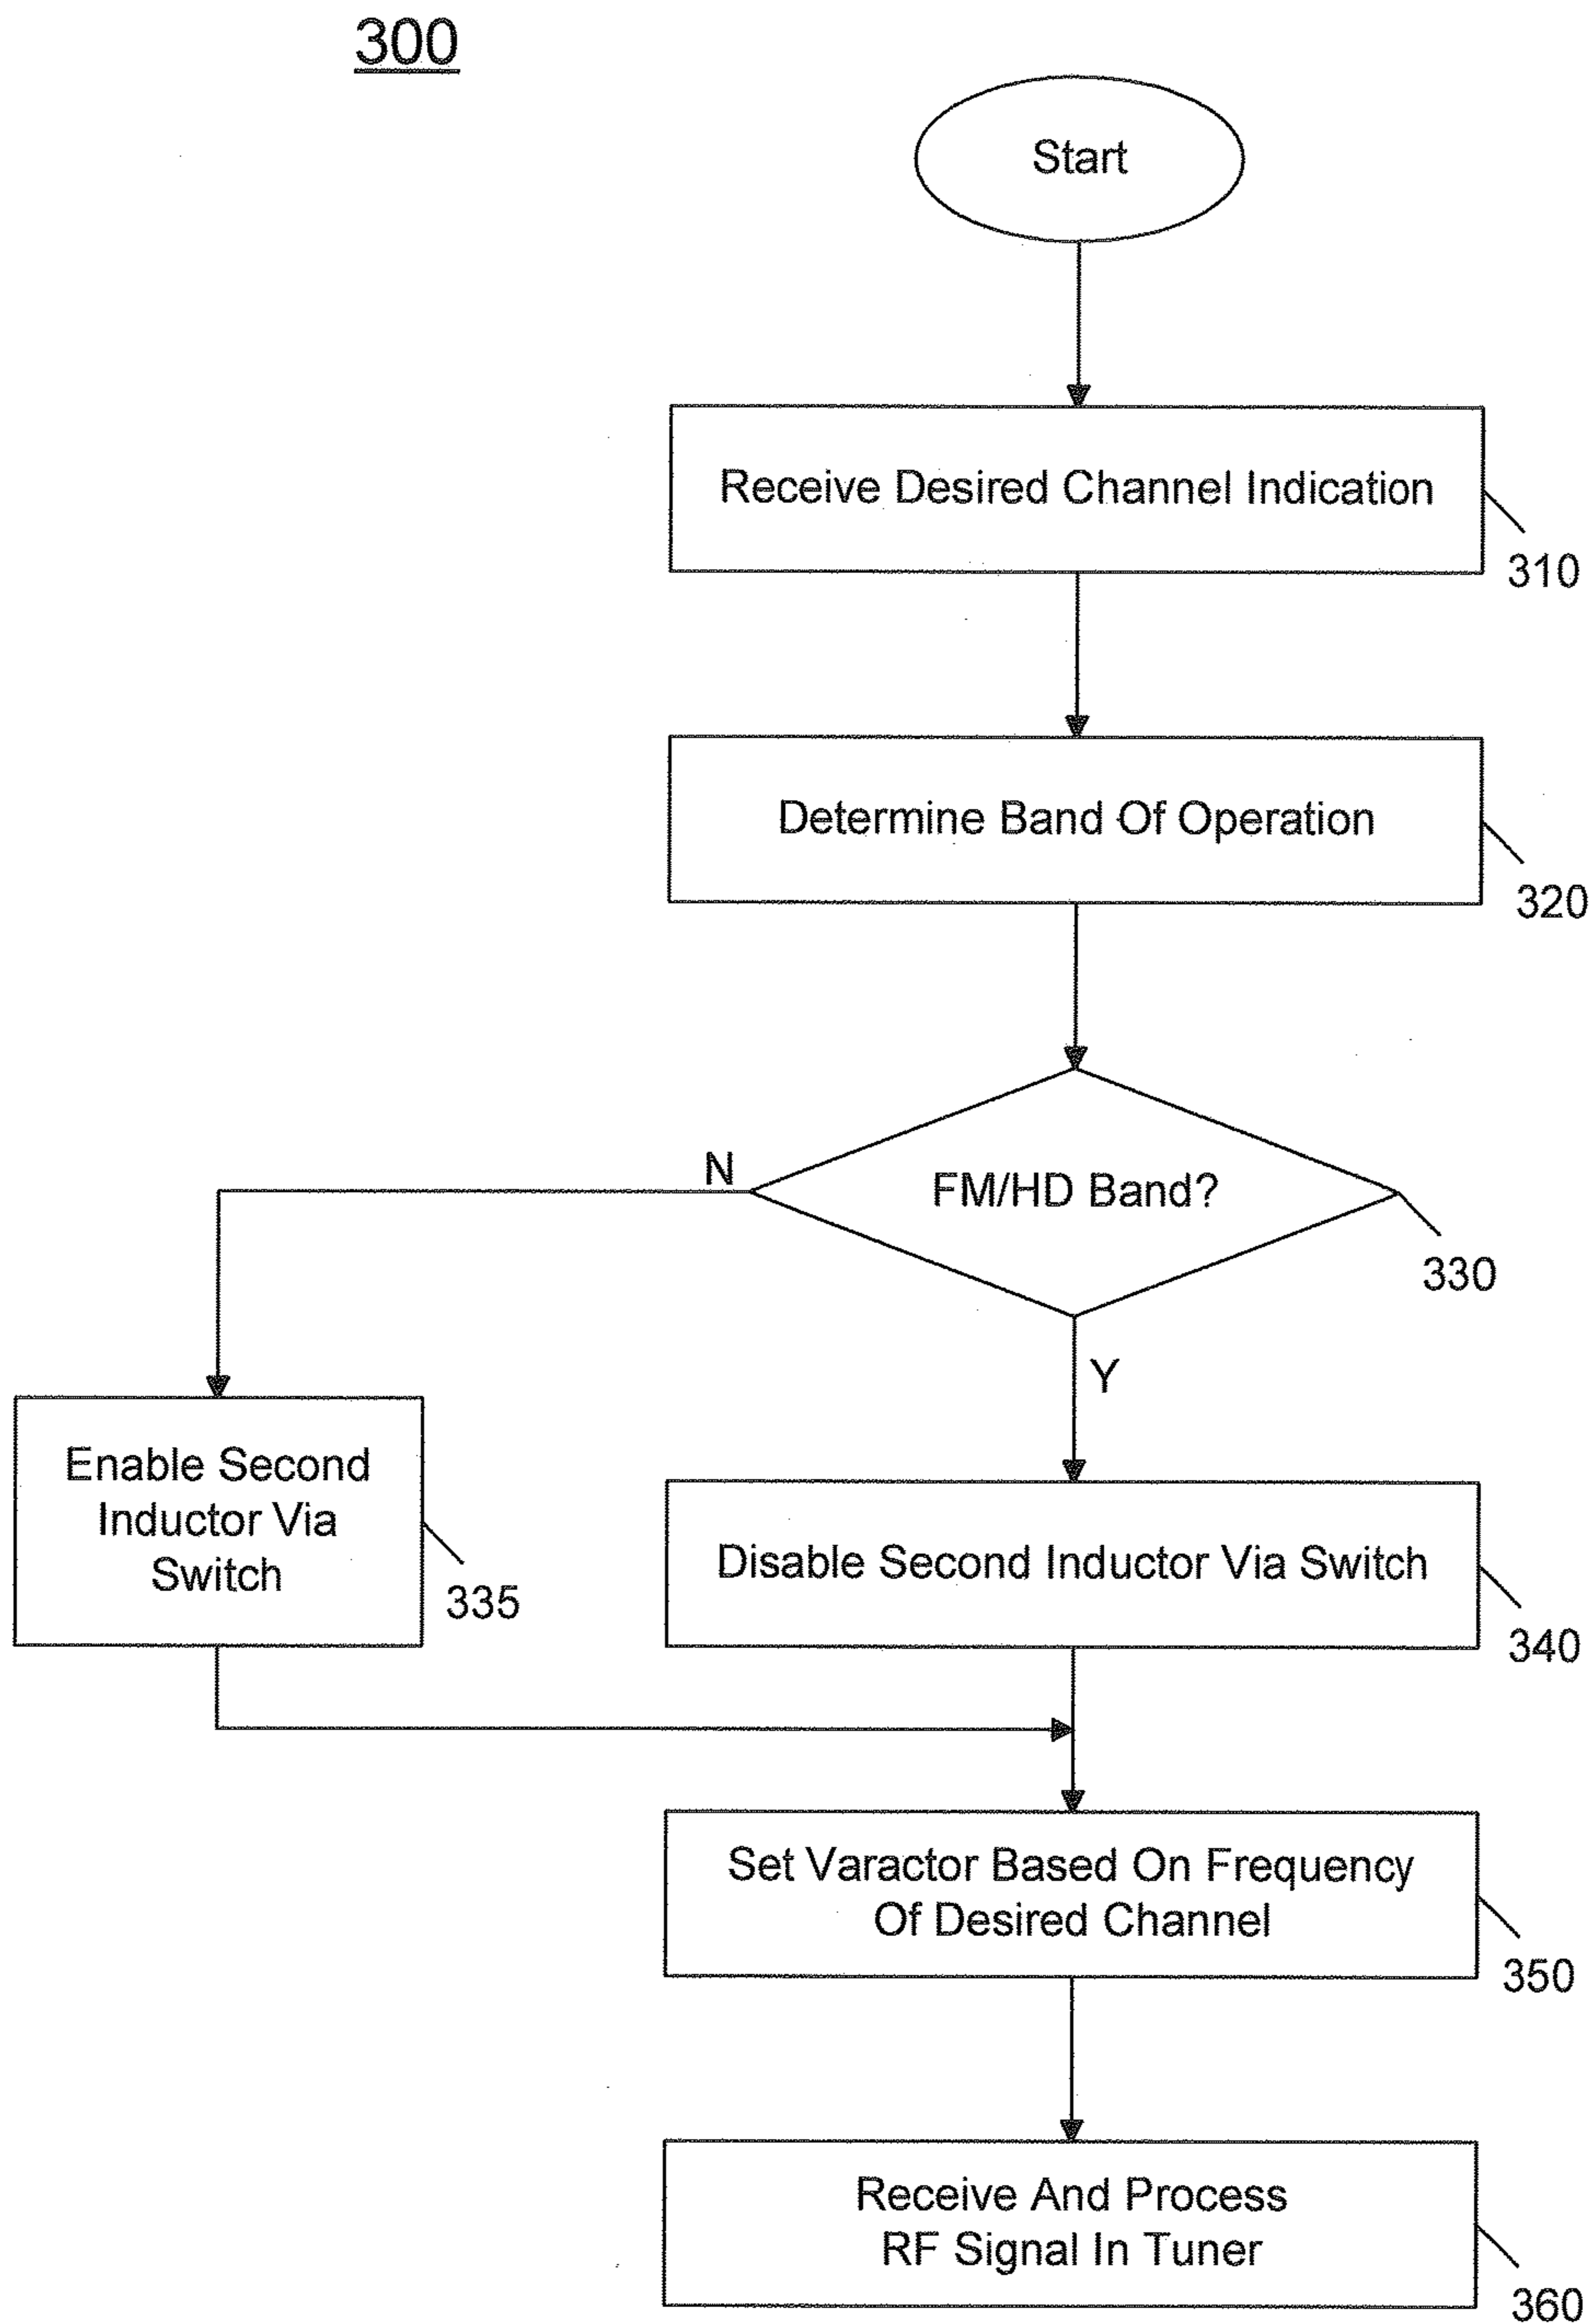 300
Start
Receive Desired Channel Indication
310
Determine Band Of Operation
320
FM/HD Band?
N
330
Y
Enable Second
Inductor Via
Switch
335
Disable Second Inductor Via Switch
340
Set Varactor Based On Frequency
Of Desired Channel
350
Receive And Process
RF Signal In Tuner
360